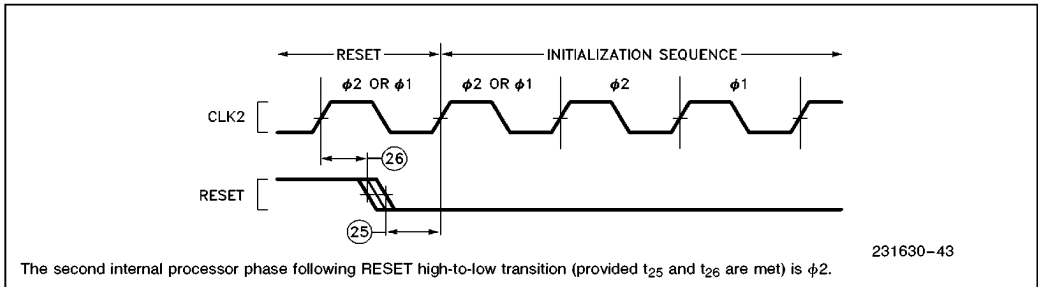 RESET INITIALIZATION SEQUENCE
ϕ2 OR ϕ1 ϕ2 OR ϕ1 ϕ2 ϕ1
CLK2
26
RESET
25
231630–43
The second internal processor phase following RESET high-to-low transition (provided t25 and t26 are met) is ϕ2.